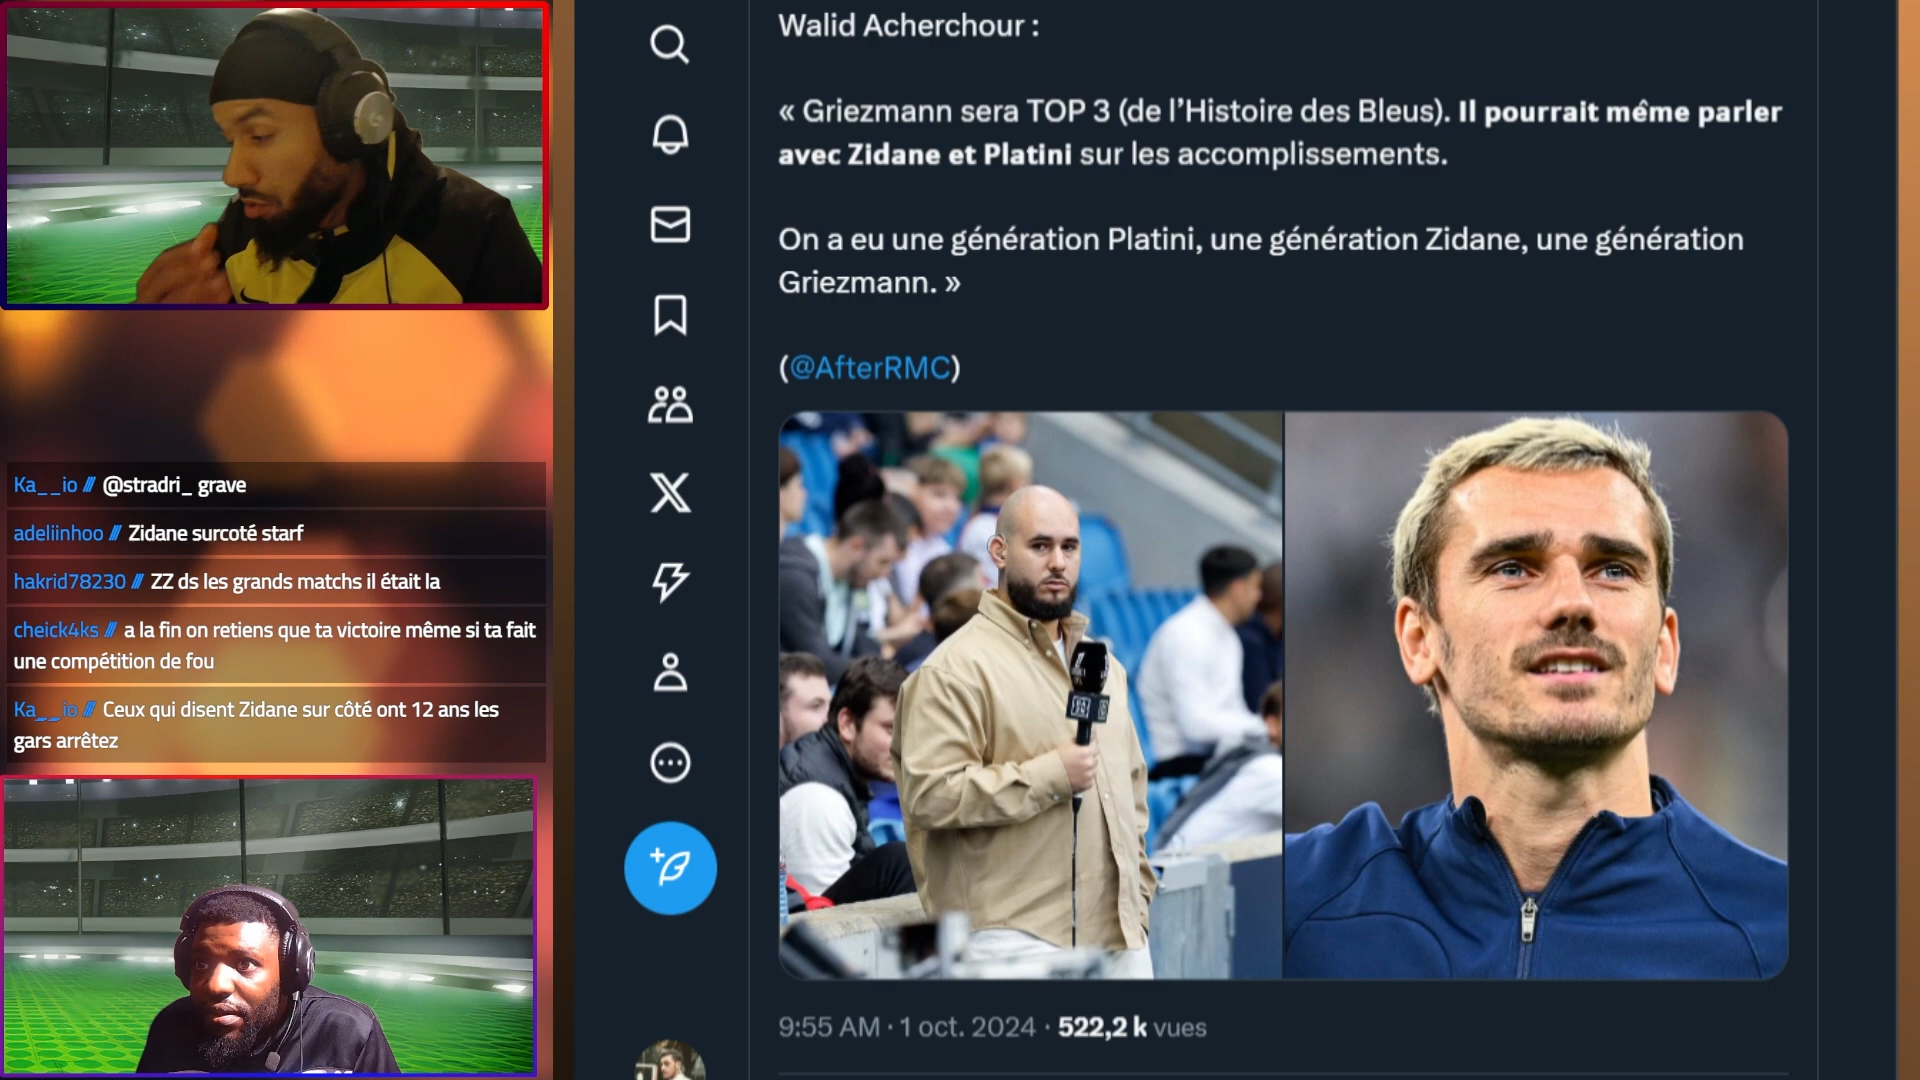 Walid Acherchour :
« Griezmann sera TOP 3 (de l'Histoire des Bleus). Il pourrait même parler
avec Zidane et Platini sur les accomplissements.
On a eu une génération Platini, une génération Zidane, une génération
Griezmann. »
(@AfterRMC)
9:55 AM · 1 oct. 2024 · 522,2 k vues
Ka__io /// @stradri_ grave
adeliinhoo /// Zidane surcoté starf
hakrid78230 /// ZZ ds les grands matchs il était la
cheick4ks /// a la fin on retiens que ta victoire même si ta fait
une compétition de fou
Ka__io /// Ceux qui disent Zidane sur côté ont 12 ans les
gars arrêtez